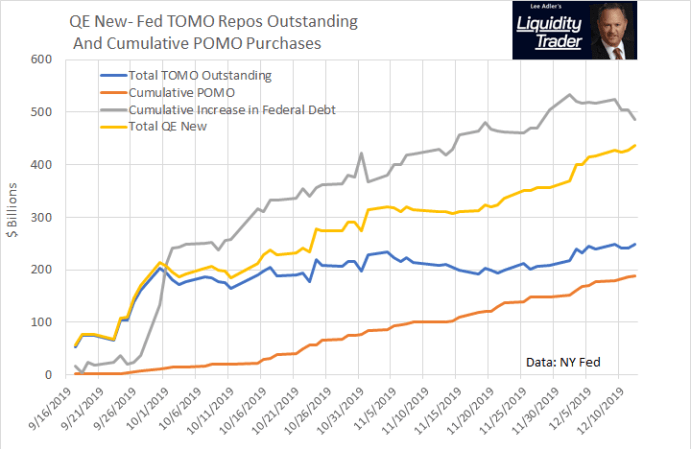 QE New- Fed TOMO Repos Outstanding
And Cumulative POMO Purchases
Lee Adler's
Liquidity
Trader
600
500
400
300
200
100
0
$ Billions
Total TOMO Outstanding
Cumulative POMO
Cumulative Increase in Federal Debt
Total QE New
Data: NY Fed
9/16/2019
9/21/2019
9/26/2019
10/1/2019
10/6/2019
10/11/2019
10/16/2019
10/21/2019
10/26/2019
10/31/2019
11/5/2019
11/10/2019
11/15/2019
11/20/2019
11/25/2019
11/30/2019
12/5/2019
12/10/2019